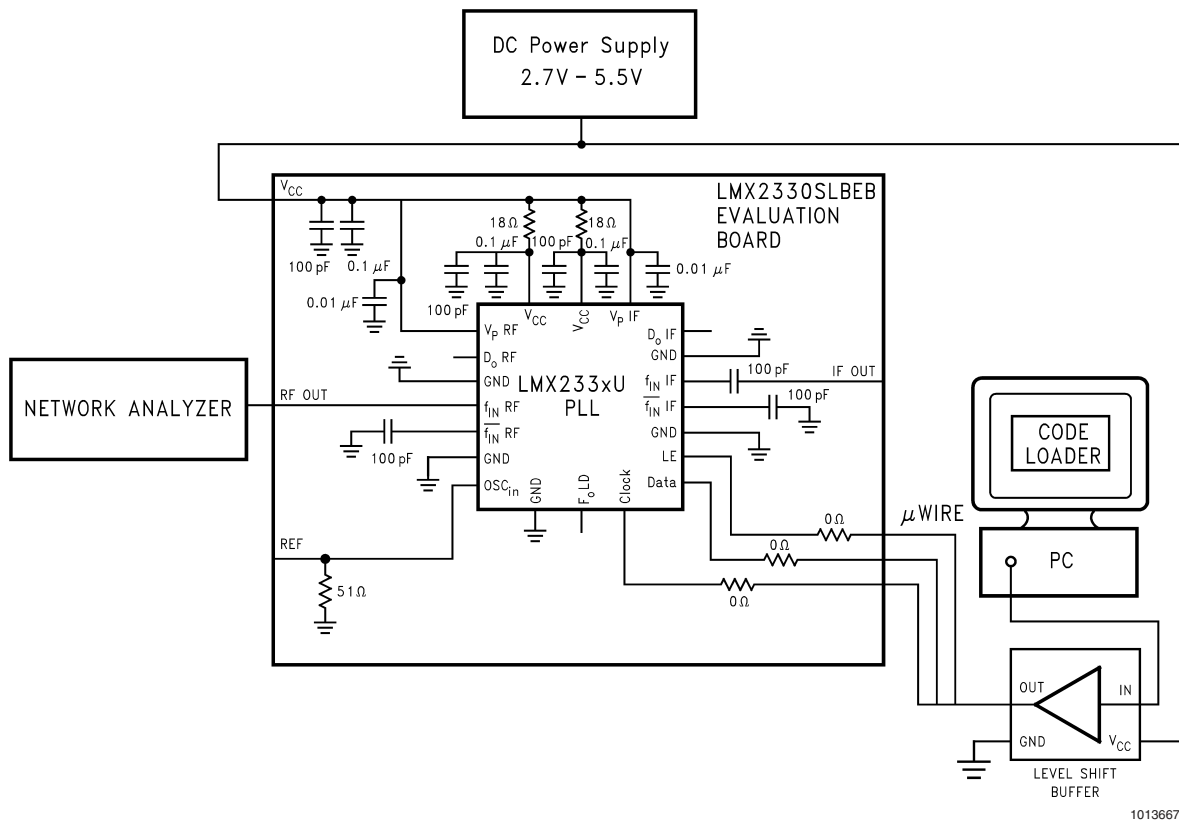 DC Power Supply
2.7V – 5.5V
VCC
LMX2330SLBEB
EVALUATION
BOARD
18Ω
18Ω
0.1 μF
100 pF
0.1 μF
100 pF
0.1 μF
0.01 μF
0.01 μF
100 pF
VCC
VCC
Vp IF
Vp RF
Do IF
Do RF
GND
GND
LMX233xU
PLL
fIN IF
100 pF
IF OUT
NETWORK ANALYZER
RF OUT
fIN RF
fIN IF
100 pF
fIN RF
GND
100 pF
GND
LE
OSCin
GND
FoLD
Clock
Data
CODE
LOADER
μWIRE
0Ω
REF
0Ω
PC
51Ω
0Ω
OUT
IN
GND
VCC
LEVEL SHIFT
BUFFER
1013667